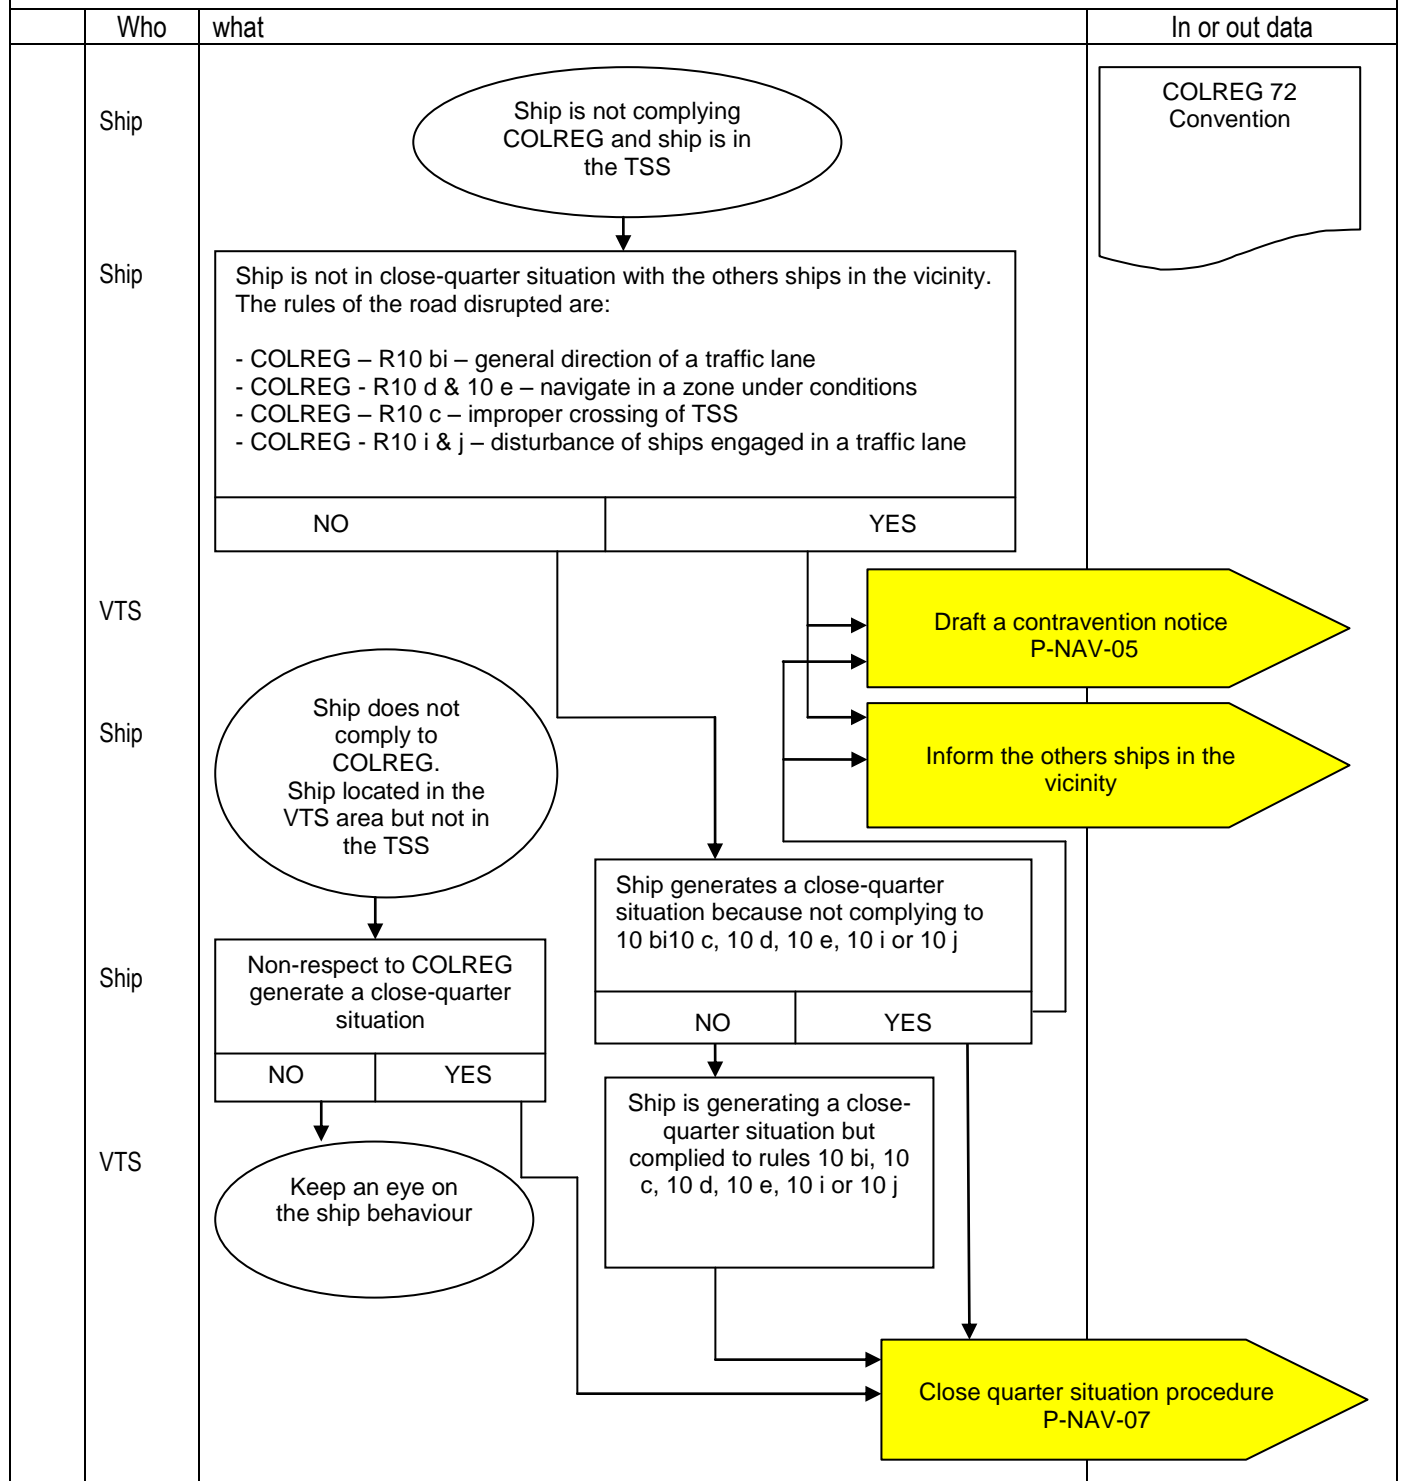 Who
what
In or out data
Ship
Ship is not complying
COLREG and ship is in
the TSS
COLREG 72
Convention
Ship
Ship is not in close-quarter situation with the others ships in the vicinity.
The rules of the road disrupted are:
- COLREG – R10 bi – general direction of a traffic lane
- COLREG - R10 d & 10 e – navigate in a zone under conditions
- COLREG – R10 c – improper crossing of TSS
- COLREG - R10 i & j – disturbance of ships engaged in a traffic lane
NO
YES
VTS
Draft a contravention notice
P-NAV-05
Ship
Ship does not
comply to
COLREG.
Ship located in the
VTS area but not in
the TSS
Inform the others ships in the
vicinity
Ship generates a close-quarter
situation because not complying to
10 bi10 c, 10 d, 10 e, 10 i or 10 j
NO
YES
Ship
Non-respect to COLREG
generate a close-quarter
situation
NO
YES
Ship is generating a close-
quarter situation but
complied to rules 10 bi, 10
c, 10 d, 10 e, 10 i or 10 j
VTS
Keep an eye on
the ship behaviour
Close quarter situation procedure
P-NAV-07